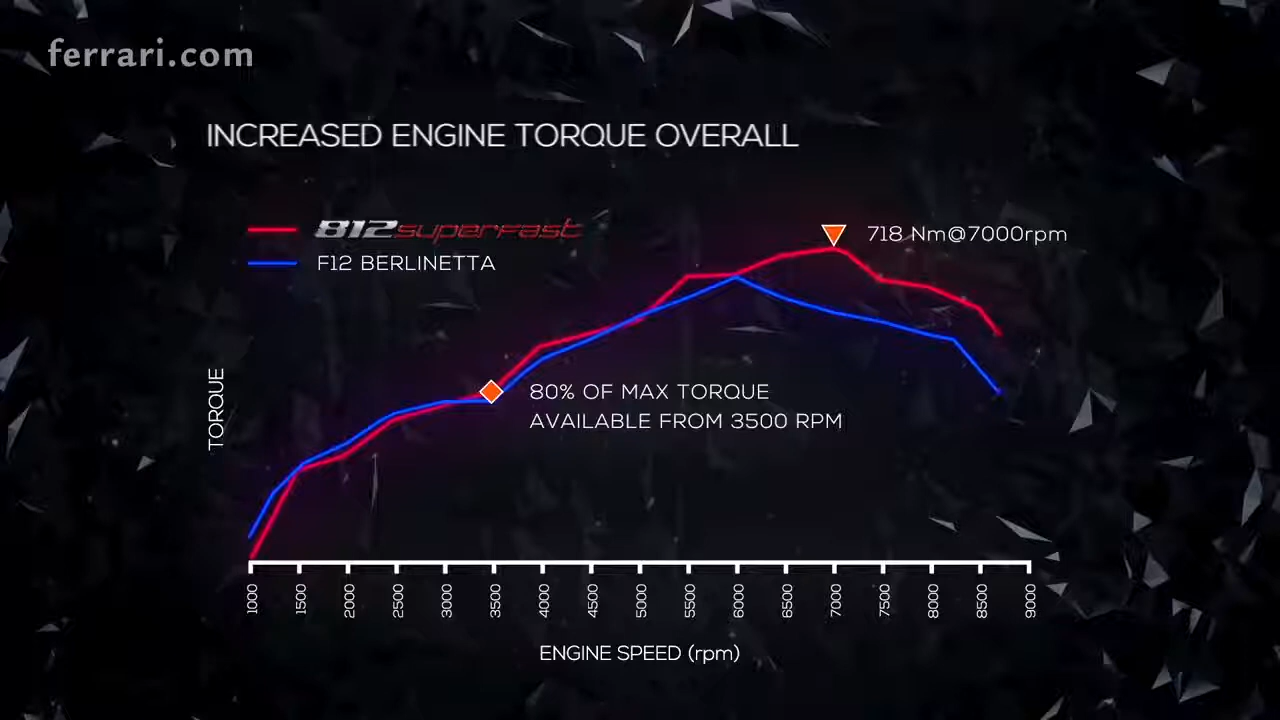 ferrari.com
INCREASED ENGINE TORQUE OVERALL
812superfast
718 Nm@7000rpm
F12 BERLINETTA
80% OF MAX TORQUE
AVAILABLE FROM 3500 RPM
TORQUE
1000 1500 2000 2500 3000 3500 4000 4500 5000 5500 6000 6500 7000 7500 8000 8500 9000
ENGINE SPEED (rpm)